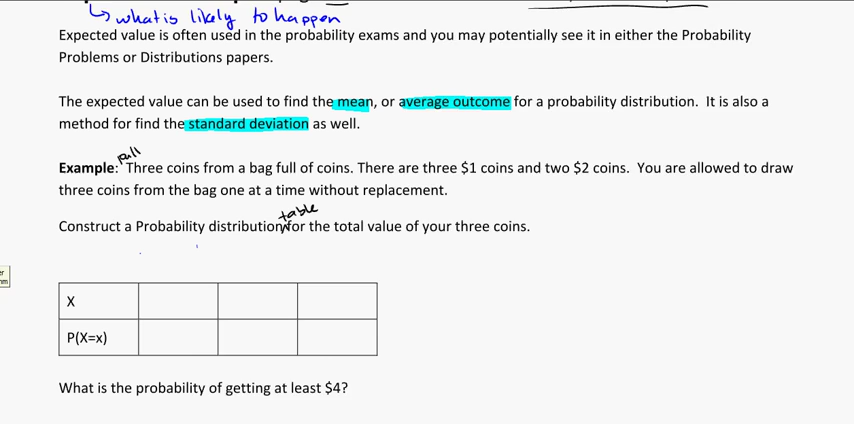 ↳ what is likely to happen
Expected value is often used in the probability exams and you may potentially see it in either the Probability
Problems or Distributions papers.
The expected value can be used to find the mean, or average outcome for a probability distribution. It is also a
method for find the standard deviation as well.
pull
Example: Three coins from a bag full of coins. There are three $1 coins and two $2 coins. You are allowed to draw
three coins from the bag one at a time without replacement.
table
Construct a Probability distribution for the total value of your three coins.
X
P(X=x)
What is the probability of getting at least $4?